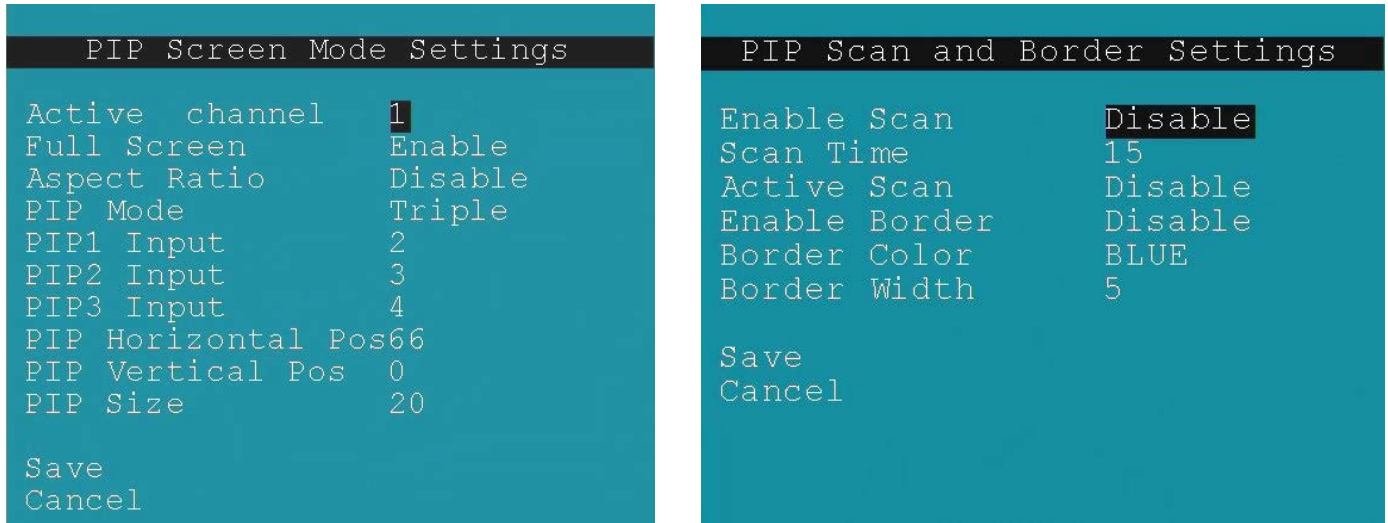 PIP Screen Mode Settings
Active channel 1
Full Screen Enable
Aspect Ratio Disable
PIP Mode Triple
PIP1 Input 2
PIP2 Input 3
PIP3 Input 4
PIP Horizontal Pos66
PIP Vertical Pos 0
PIP Size 20
Save
Cancel
PIP Scan and Border Settings
Enable Scan Disable
Scan Time 15
Active Scan Disable
Enable Border Disable
Border Color BLUE
Border Width 5
Save
Cancel